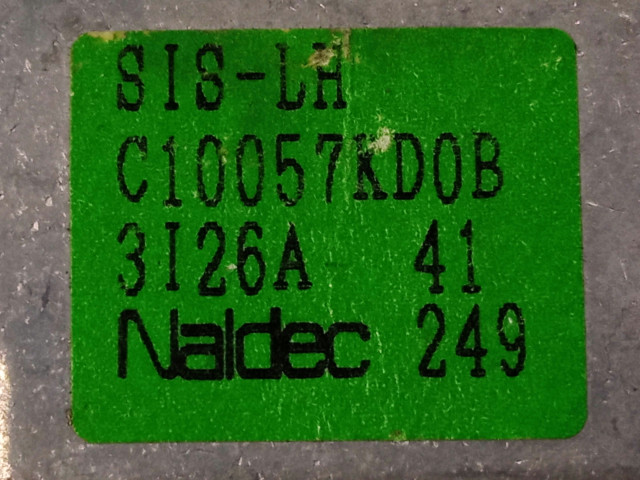 SIS-LH
C10057KD0B
3I26A 41
Naldec 249